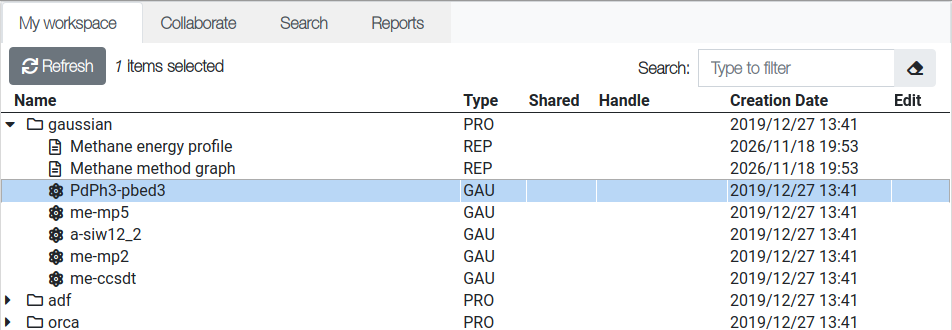 My workspace Collaborate Search Reports
Refresh 1 Items selected Search: Type to filter
Name Type Shared Handle Creation Date Edit
gaussian PRO 2019/12/27 13:41
Methane energy profile REP 2026/11/18 19:53
Methane method graph REP 2026/11/18 19:53
PdPh3-pbed3 GAU 2019/12/27 13:41
me-mp5 GAU 2019/12/27 13:41
a-siw12_2 GAU 2019/12/27 13:41
me-mp2 GAU 2019/12/27 13:41
me-ccsdt GAU 2019/12/27 13:41
adf PRO 2019/12/27 13:41
orca PRO 2019/12/27 13:41